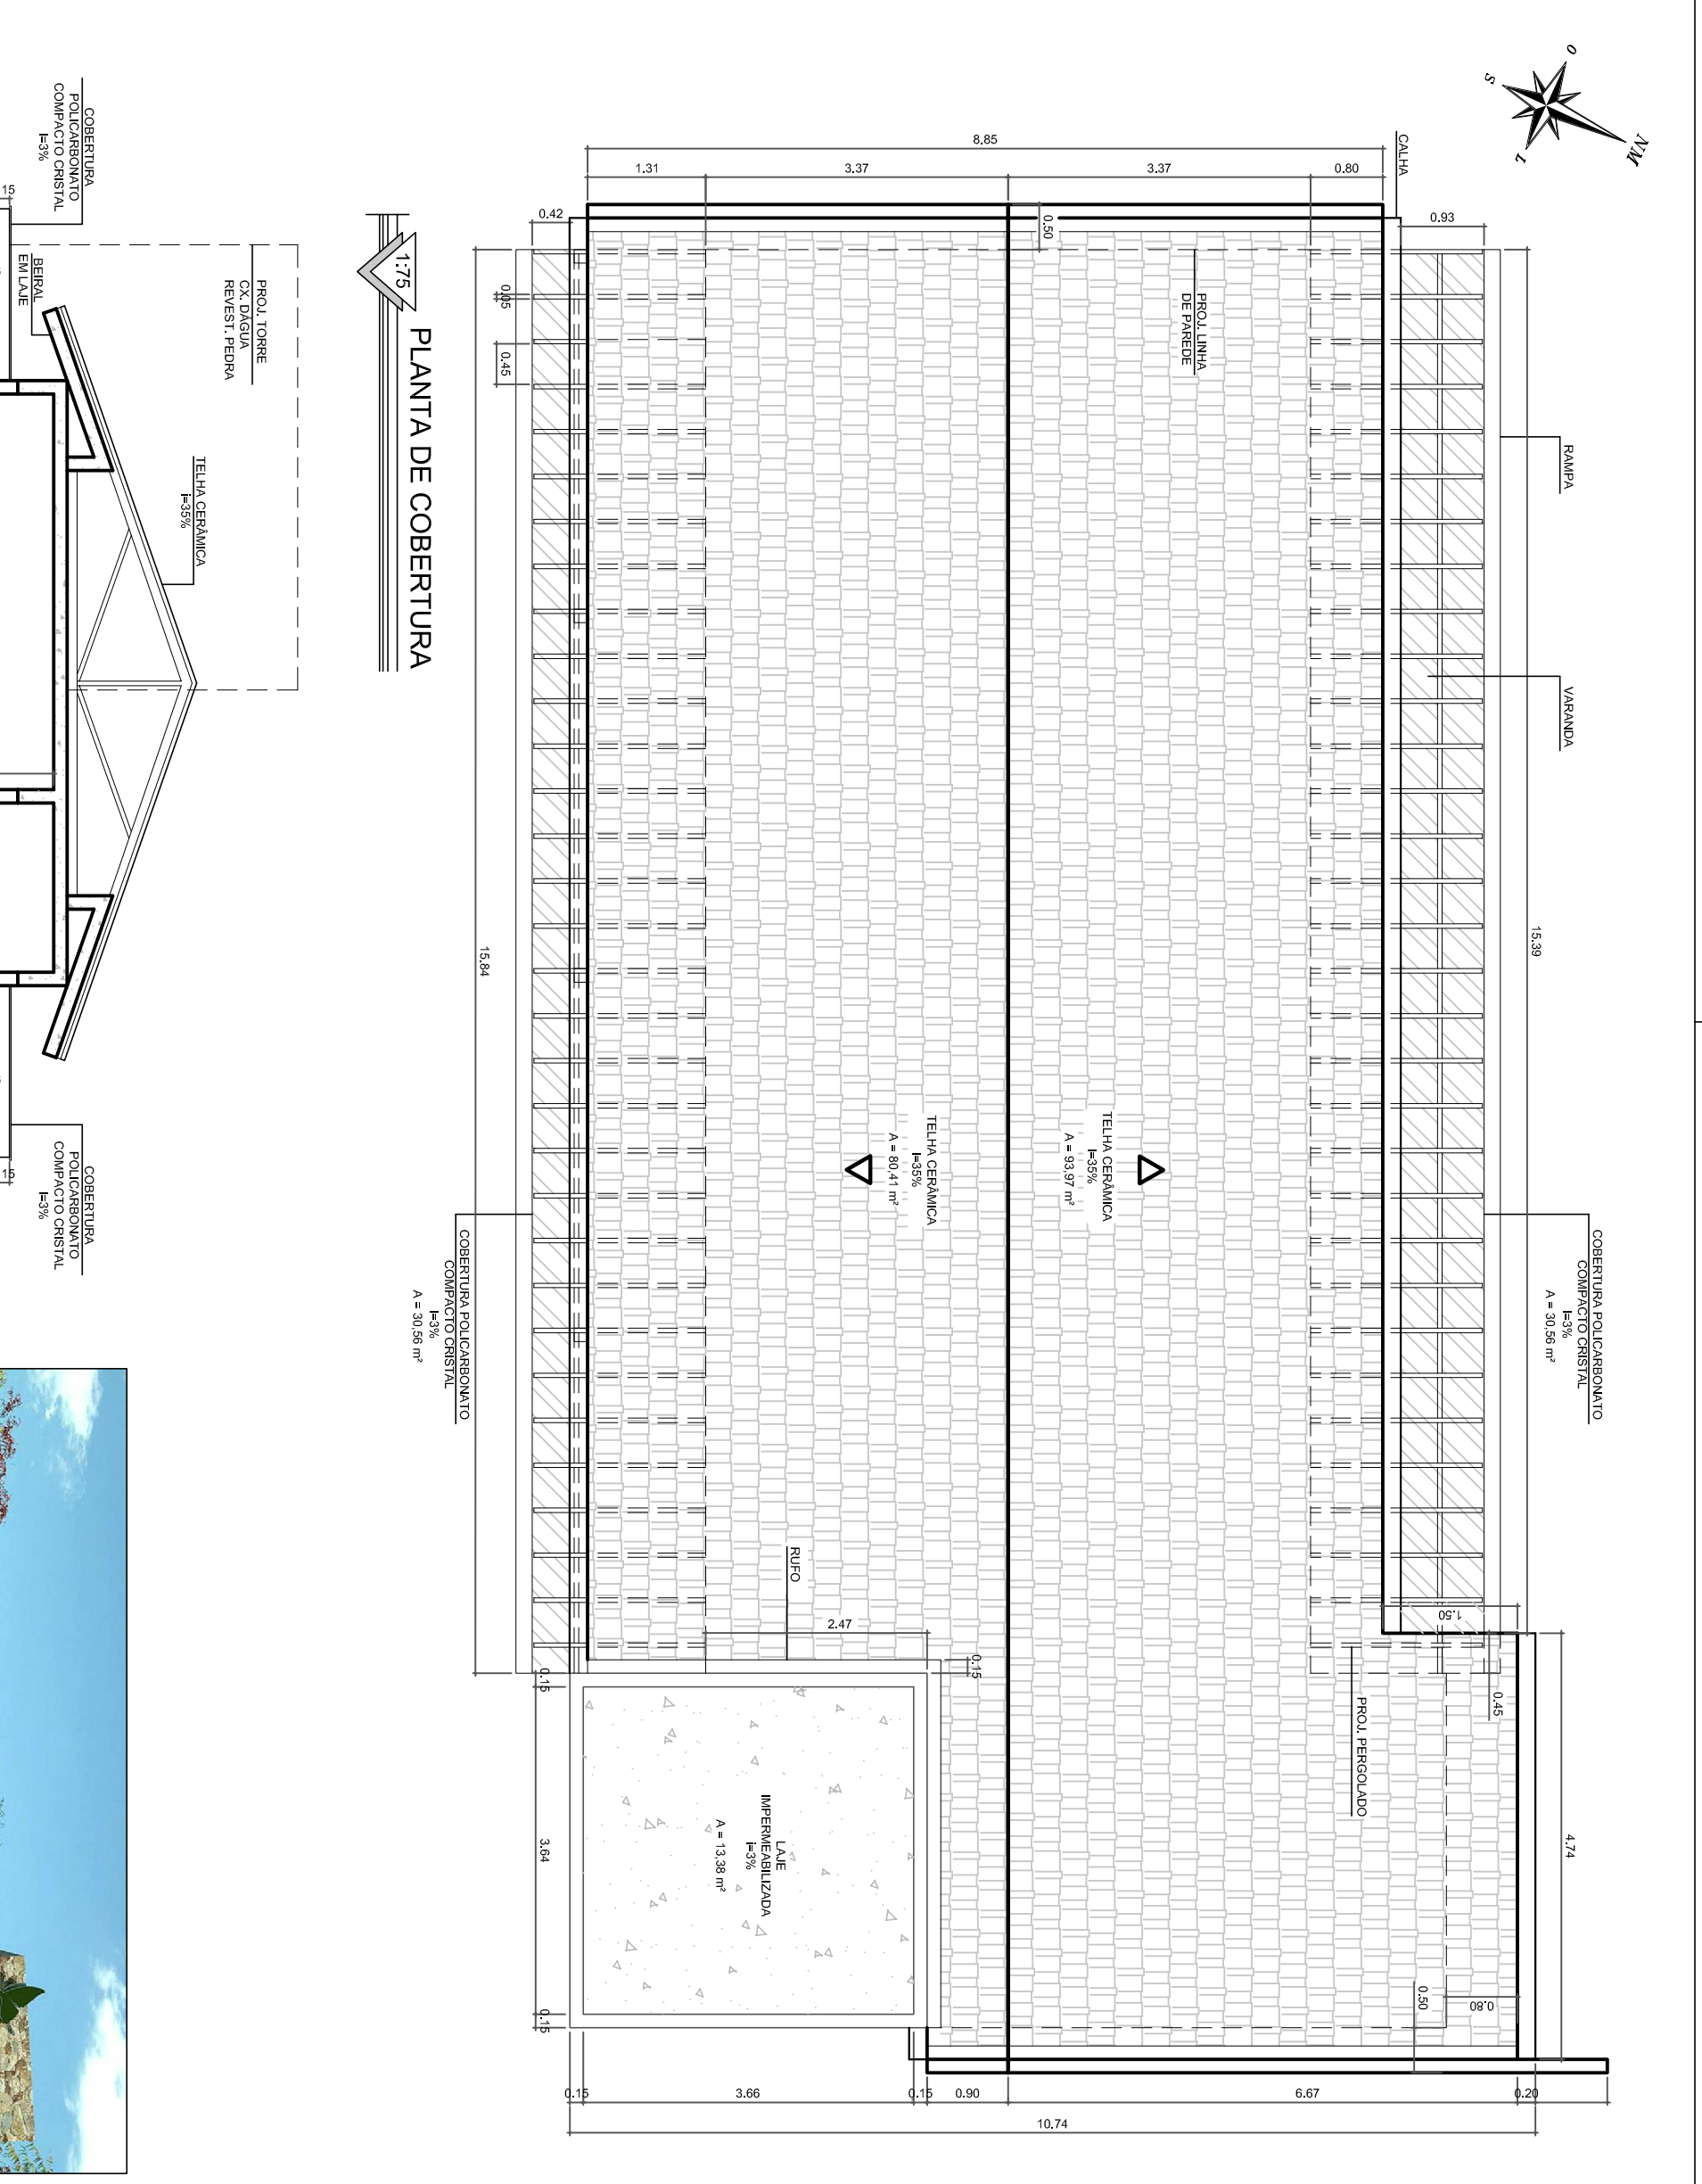 NM
O
S
L
CALHA
8.85
1.31
3.37
3.37
0.80
0.42
0.50
0.93
PROJ. LINHA
DE PAREDE
0.05
0.45
RAMPA
VARANDA
15.84
15.39
TELHA CERÂMICA
I=35%
A = 93,97 m²
TELHA CERÂMICA
I=35%
A = 80,41 m²
COBERTURA POLICARBONATO
COMPACTO CRISTAL
I=3%
A = 30,56 m²
COBERTURA POLICARBONATO
COMPACTO CRISTAL
I=3%
A = 30,56 m²
RUFO
2.47
0.15
0.15
1.50
0.45
PROJ. PERGOLADO
4.74
LAJE
IMPERMEABILIZADA
i=3%
A = 13,38 m²
3.64
0.15
0.50
0.80
0.15
3.66
0.15
0.90
6.67
0.20
10.74
1:75
PLANTA DE COBERTURA
COBERTURA
POLICARBONATO
COMPACTO CRISTAL
I=3%
15
BEIRAL
EM LAJE
PROJ. TORRE
CX. DÁGUA
REVEST. PEDRA
TELHA CERÂMICA
i=35%
COBERTURA
POLICARBONATO
COMPACTO CRISTAL
I=3%
15